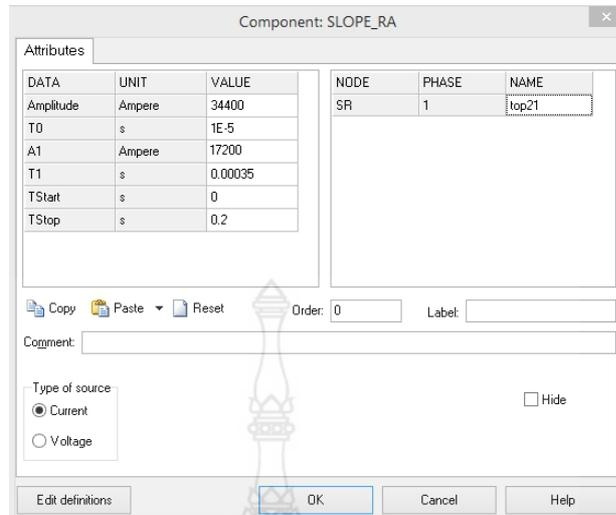 Component: SLOPE_RA
Attributes
DATA UNIT VALUE
Amplitude Ampere 34400
T0 s 1E-5
A1 Ampere 17200
T1 s 0.00035
TStart s 0
TStop s 0.2
NODE PHASE NAME
SR 1 top21
Copy Paste Reset Order: 0 Label:
Comment:
Type of source
Current
Voltage
Hide
Edit definitions OK Cancel Help